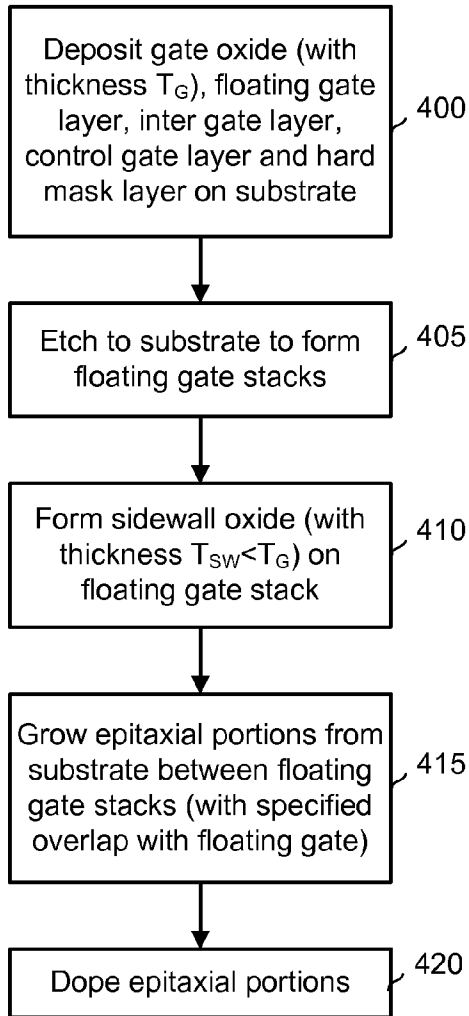 Deposit gate oxide (with
thickness TG), floating gate
layer, inter gate layer,
control gate layer and hard
mask layer on substrate
400
Etch to substrate to form
floating gate stacks
405
Form sidewall oxide (with
thickness TSW<TG) on
floating gate stack
410
Grow epitaxial portions from
substrate between floating
gate stacks (with specified
overlap with floating gate)
415
Dope epitaxial portions
420